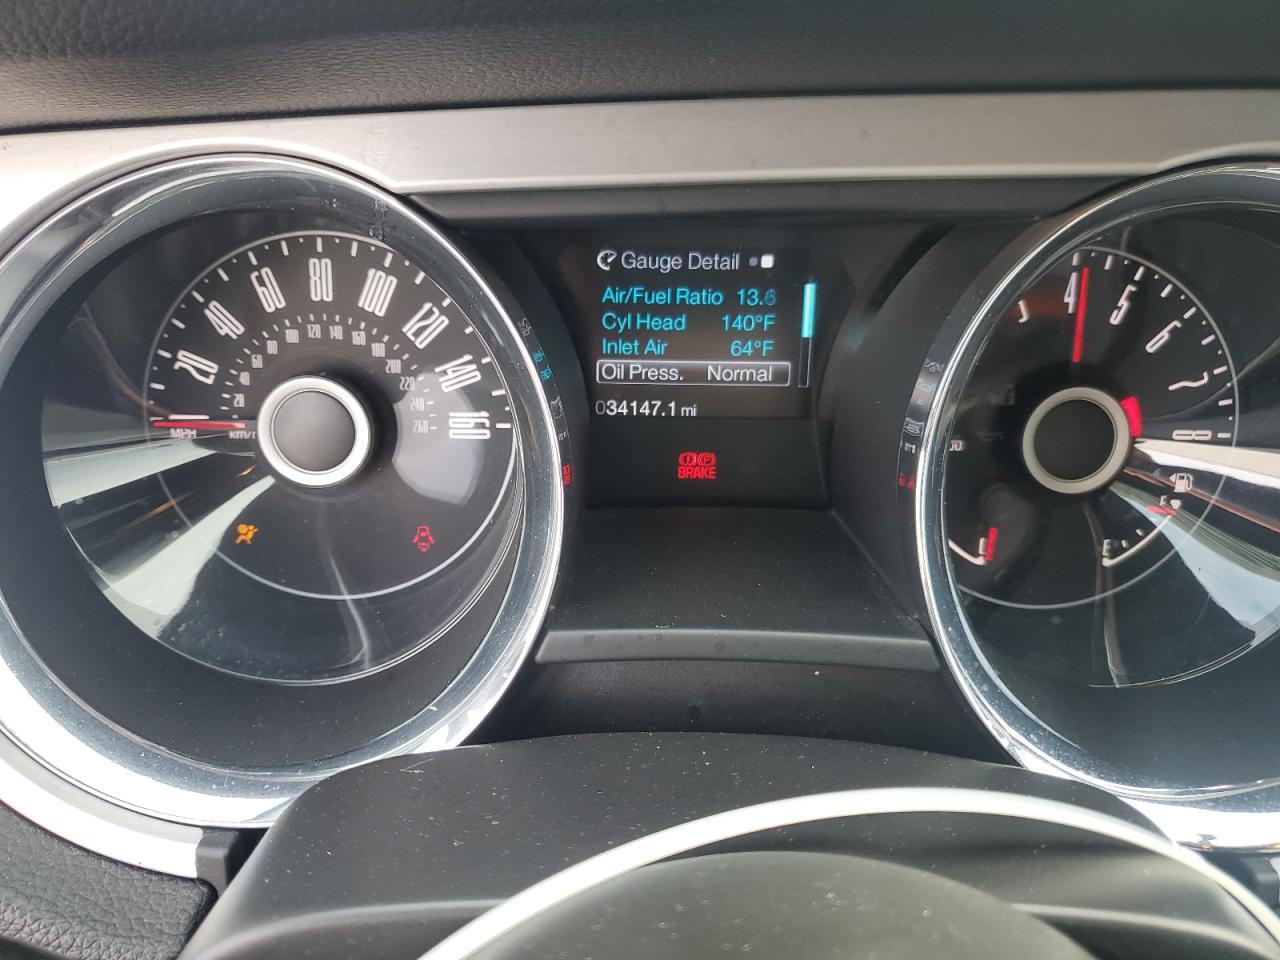 Gauge Detail
Air/Fuel Ratio 13.6
Cyl Head 140°F
Inlet Air 64°F
Oil Press. Normal
034147.1 mi
BRAKE
20 40 60 80 100 120 140 160
20 40 60 80 100 120 140 160 180 200 220 240 260
MPH km/h
3 4 5 6 7 8
F
E